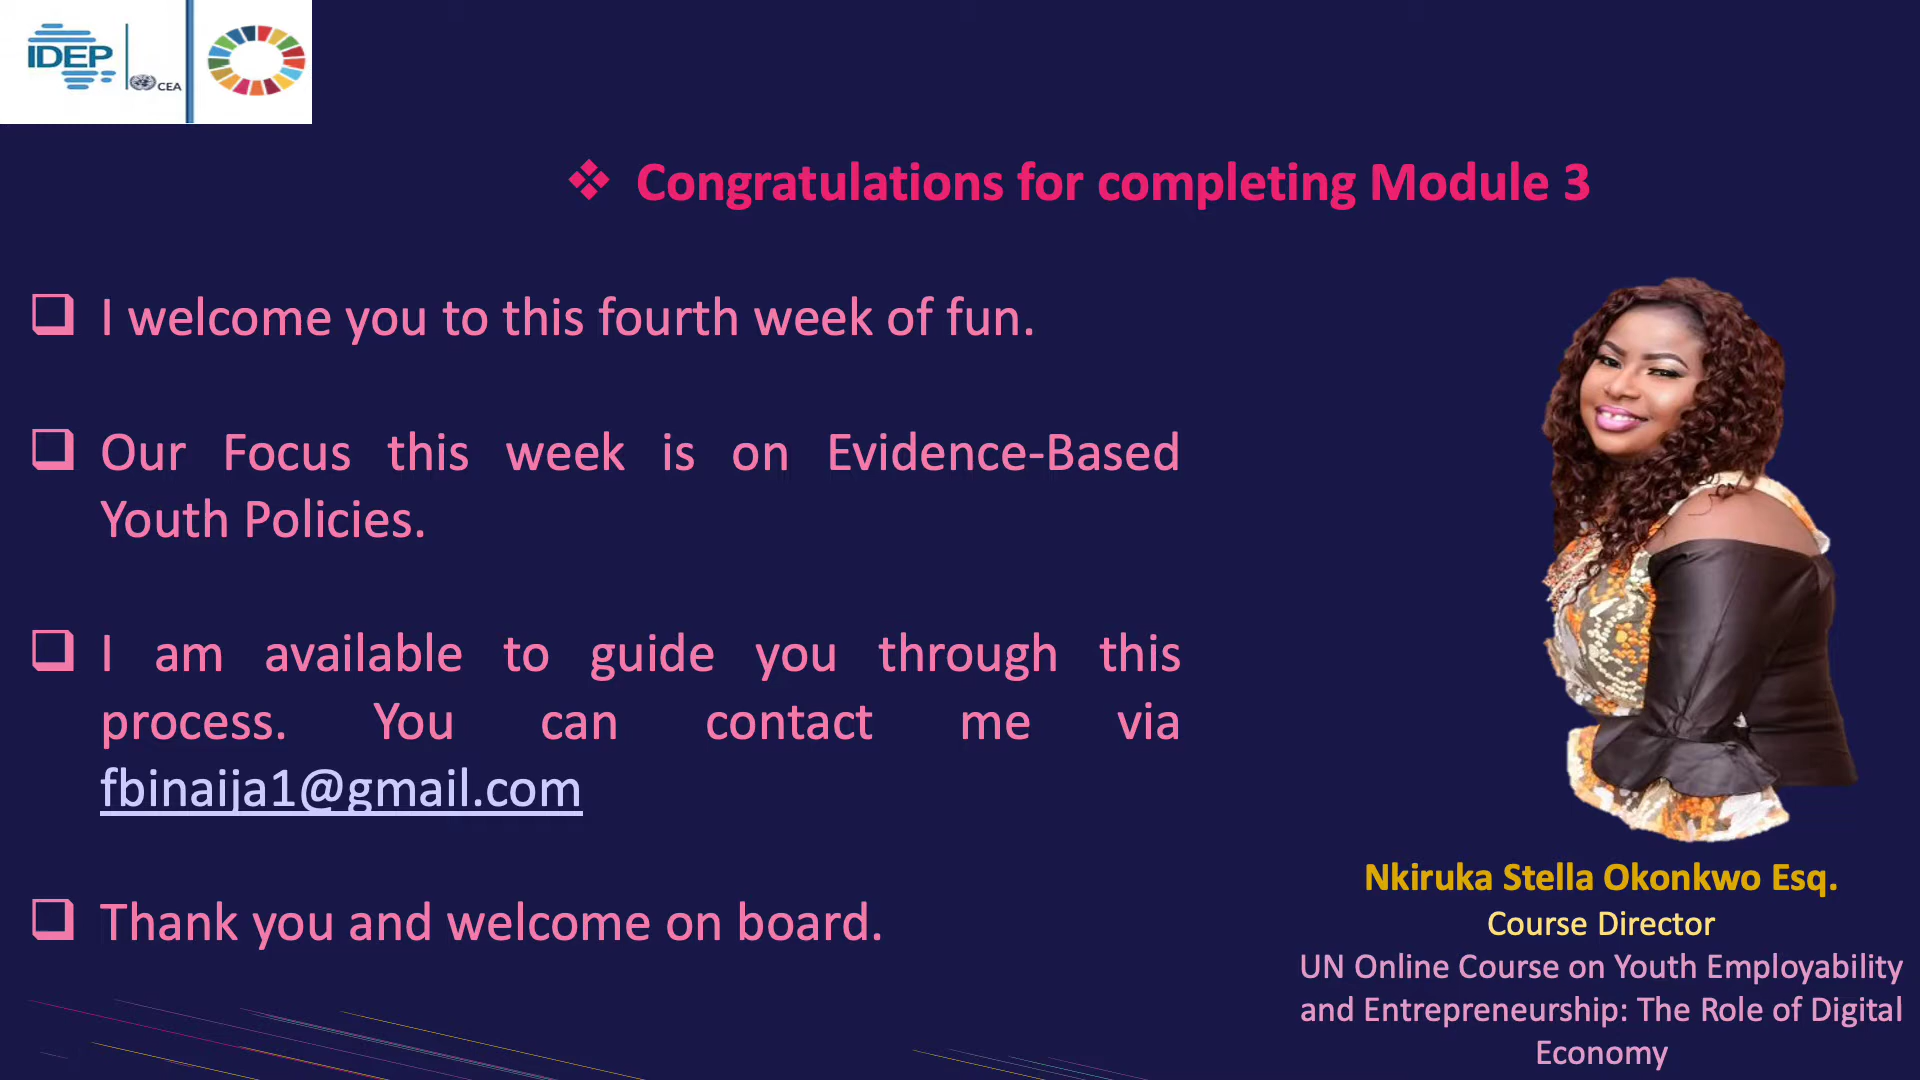 IDEP
CEA
❖ Congratulations for completing Module 3
❑ I welcome you to this fourth week of fun.
❑ Our Focus this week is on Evidence-Based
Youth Policies.
❑ I am available to guide you through this
process. You can contact me via
fbinaija1@gmail.com
❑ Thank you and welcome on board.
Nkiruka Stella Okonkwo Esq.
Course Director
UN Online Course on Youth Employability
and Entrepreneurship: The Role of Digital
Economy